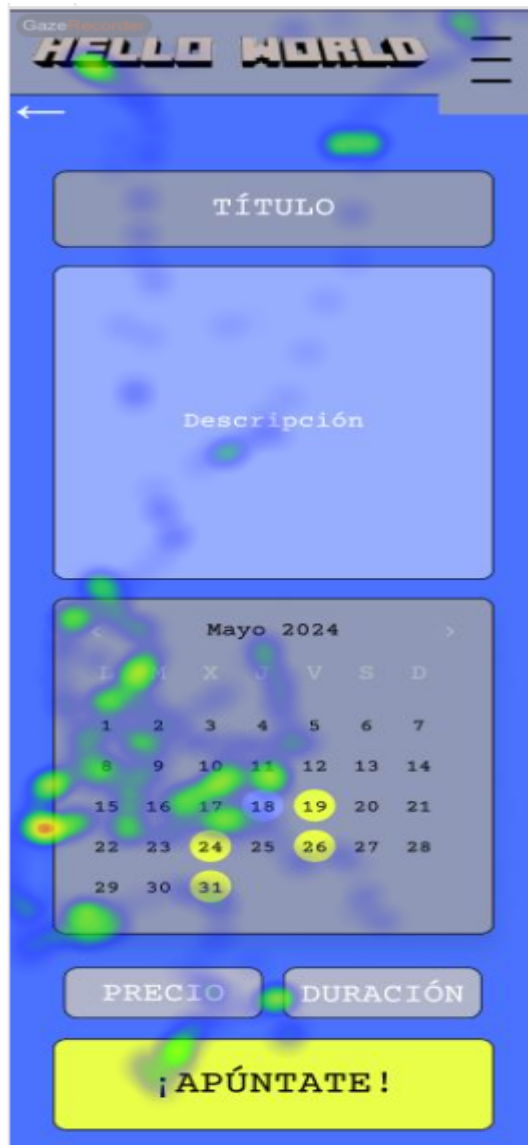 GazeRecorder
HELLO WORLD
←
TÍTULO
Descripción
< Mayo 2024 >
L M X J V S D
1 2 3 4 5 6 7
8 9 10 11 12 13 14
15 16 17 18 19 20 21
22 23 24 25 26 27 28
29 30 31
PRECIO DURACIÓN
¡APÚNTATE!